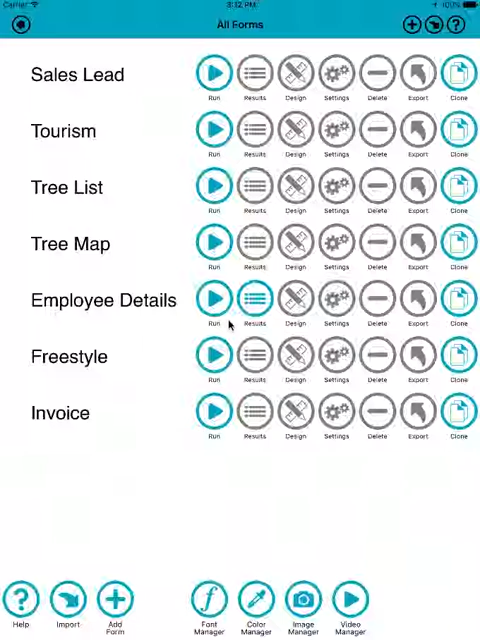 Carrier 3:12 PM 100%
All Forms
Sales Lead
Run Results Design Settings Delete Export Clone
Tourism
Run Results Design Settings Delete Export Clone
Tree List
Run Results Design Settings Delete Export Clone
Tree Map
Run Results Design Settings Delete Export Clone
Employee Details
Run Results Design Settings Delete Export Clone
Freestyle
Run Results Design Settings Delete Export Clone
Invoice
Run Results Design Settings Delete Export Clone
Help Import Add Form Font Manager Color Manager Image Manager Video Manager